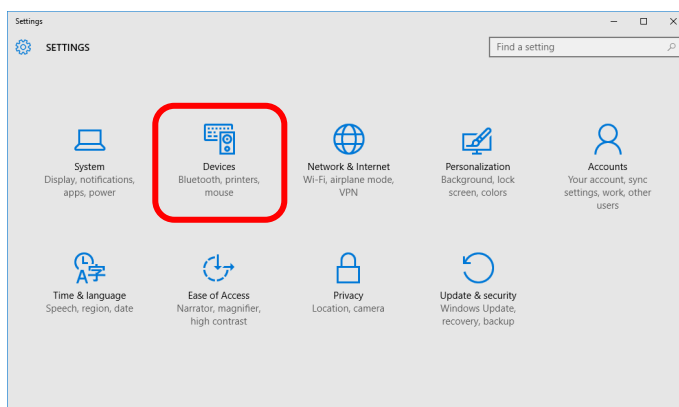 Settings
SETTINGS
Find a setting
System
Display, notifications,
apps, power
Devices
Bluetooth, printers,
mouse
Network & Internet
Wi-Fi, airplane mode,
VPN
Personalization
Background, lock
screen, colors
Accounts
Your account, sync
settings, work, other
users
A字
Time & language
Speech, region, date
Ease of Access
Narrator, magnifier,
high contrast
Privacy
Location, camera
Update & security
Windows Update,
recovery, backup